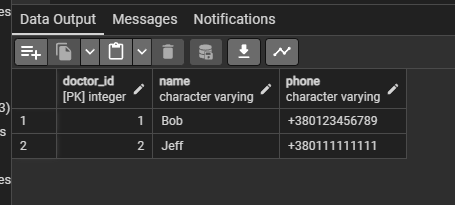 Data Output Messages Notifications
doctor_id name phone
[PK] integer character varying character varying
1 1 Bob +380123456789
2 2 Jeff +380111111111
3)
s
es